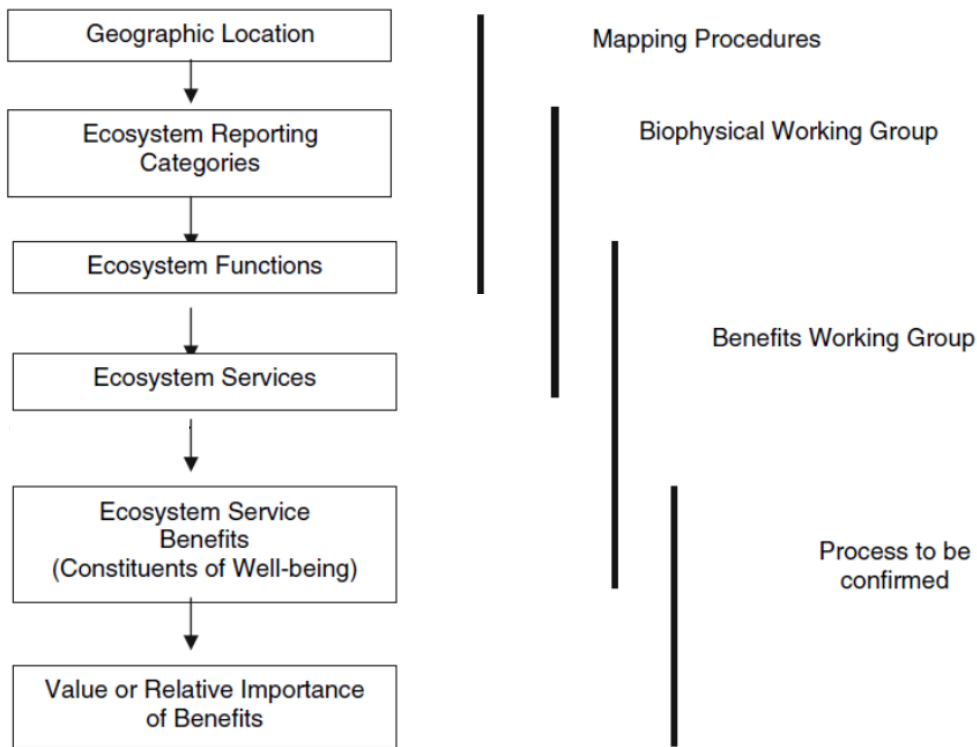 Geographic Location
Mapping Procedures
Ecosystem Reporting
Categories
Biophysical Working Group
Ecosystem Functions
Benefits Working Group
Ecosystem Services
Ecosystem Service
Benefits
(Constituents of Well-being)
Process to be
confirmed
Value or Relative Importance
of Benefits